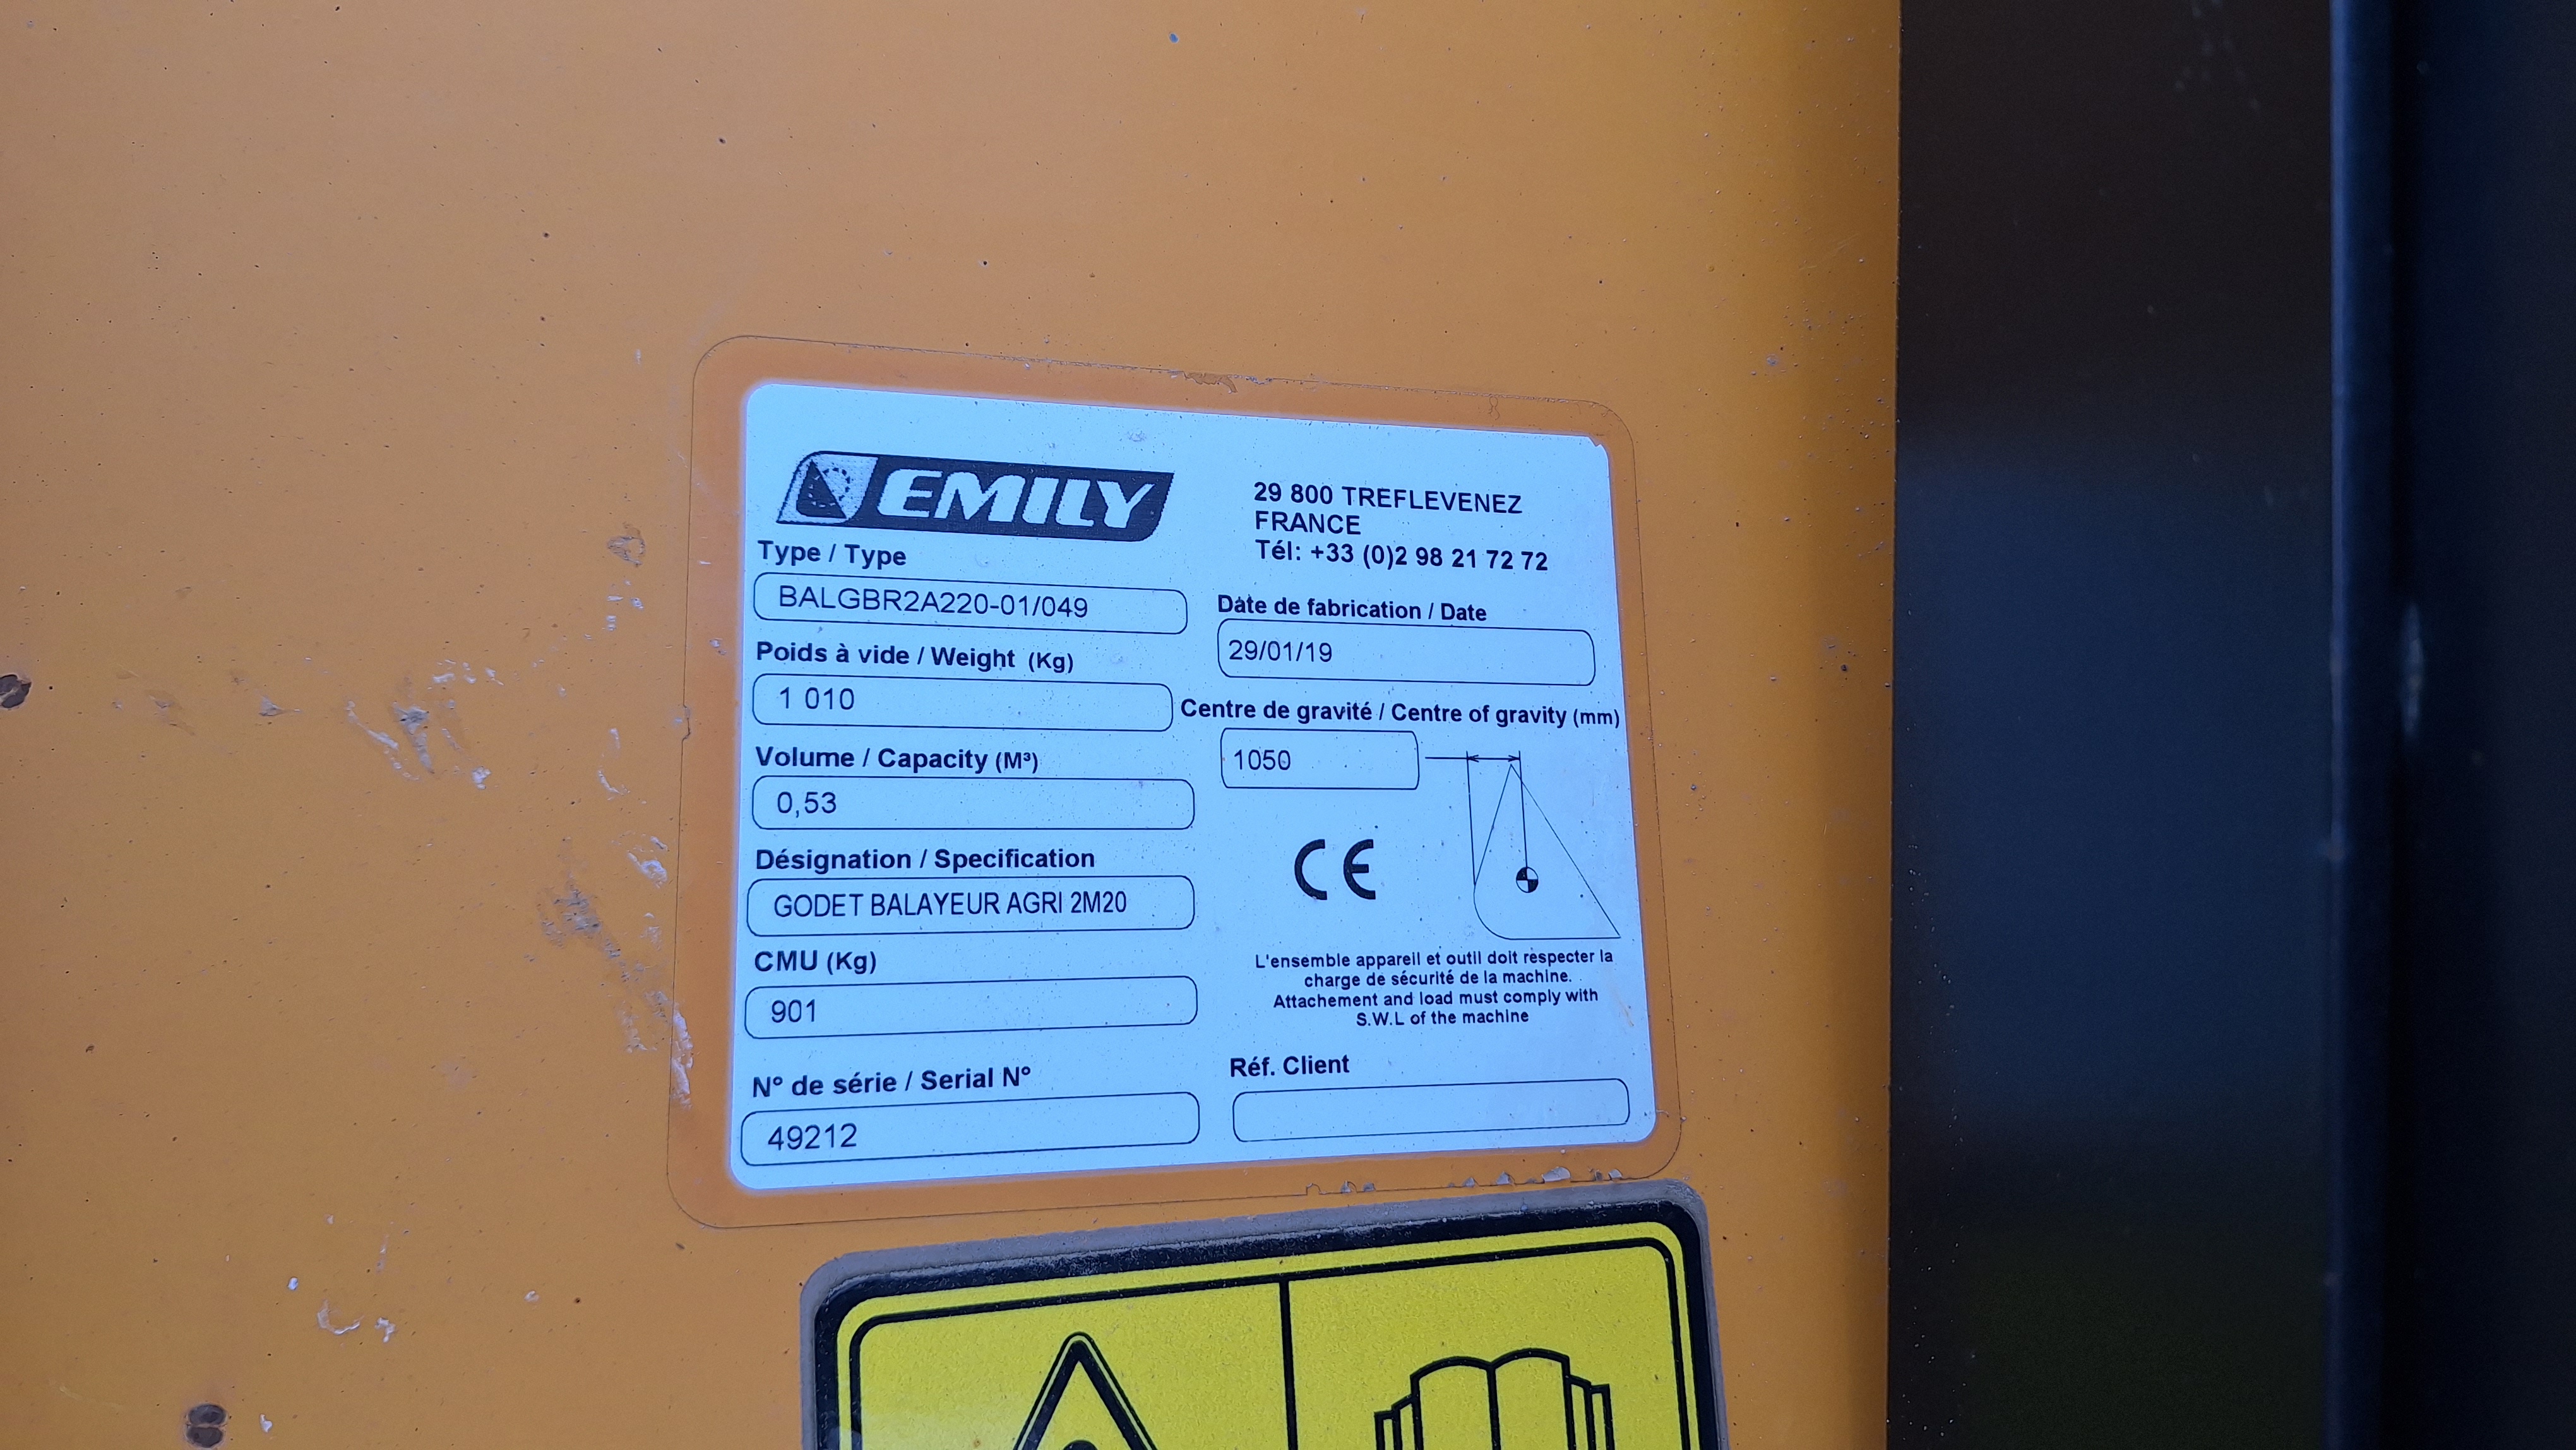 EMILY
29 800 TREFLEVENEZ
FRANCE
Tél: +33 (0)2 98 21 72 72
Type / Type
BALGBR2A220-01/049
Date de fabrication / Date
29/01/19
Poids à vide / Weight (Kg)
1 010
Centre de gravité / Centre of gravity (mm)
1050
Volume / Capacity (M³)
0,53
CE
Désignation / Specification
GODET BALAYEUR AGRI 2M20
CMU (Kg)
901
L'ensemble appareil et outil doit respecter la
charge de sécurité de la machine.
Attachement and load must comply with
S.W.L of the machine
N° de série / Serial N°
49212
Réf. Client